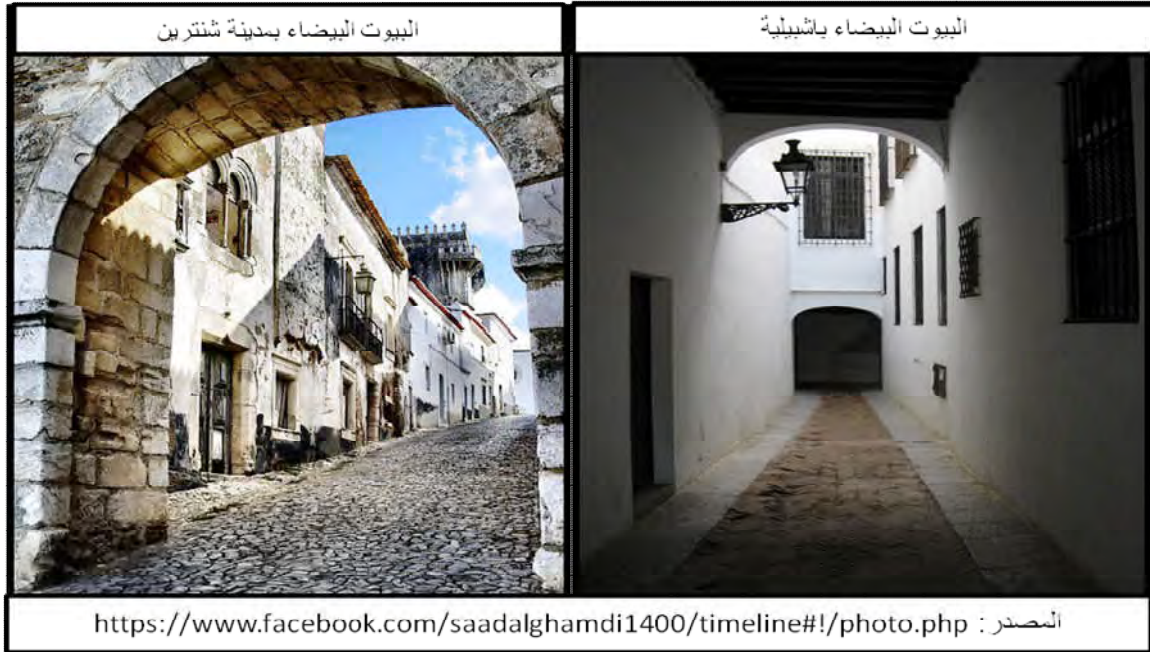 البيوت البيضاء باشبيلية
البيوت البيضاء بمدينة شنترين
المصدر : https://www.facebook.com/saadalghamdi1400/timeline#!/photo.php